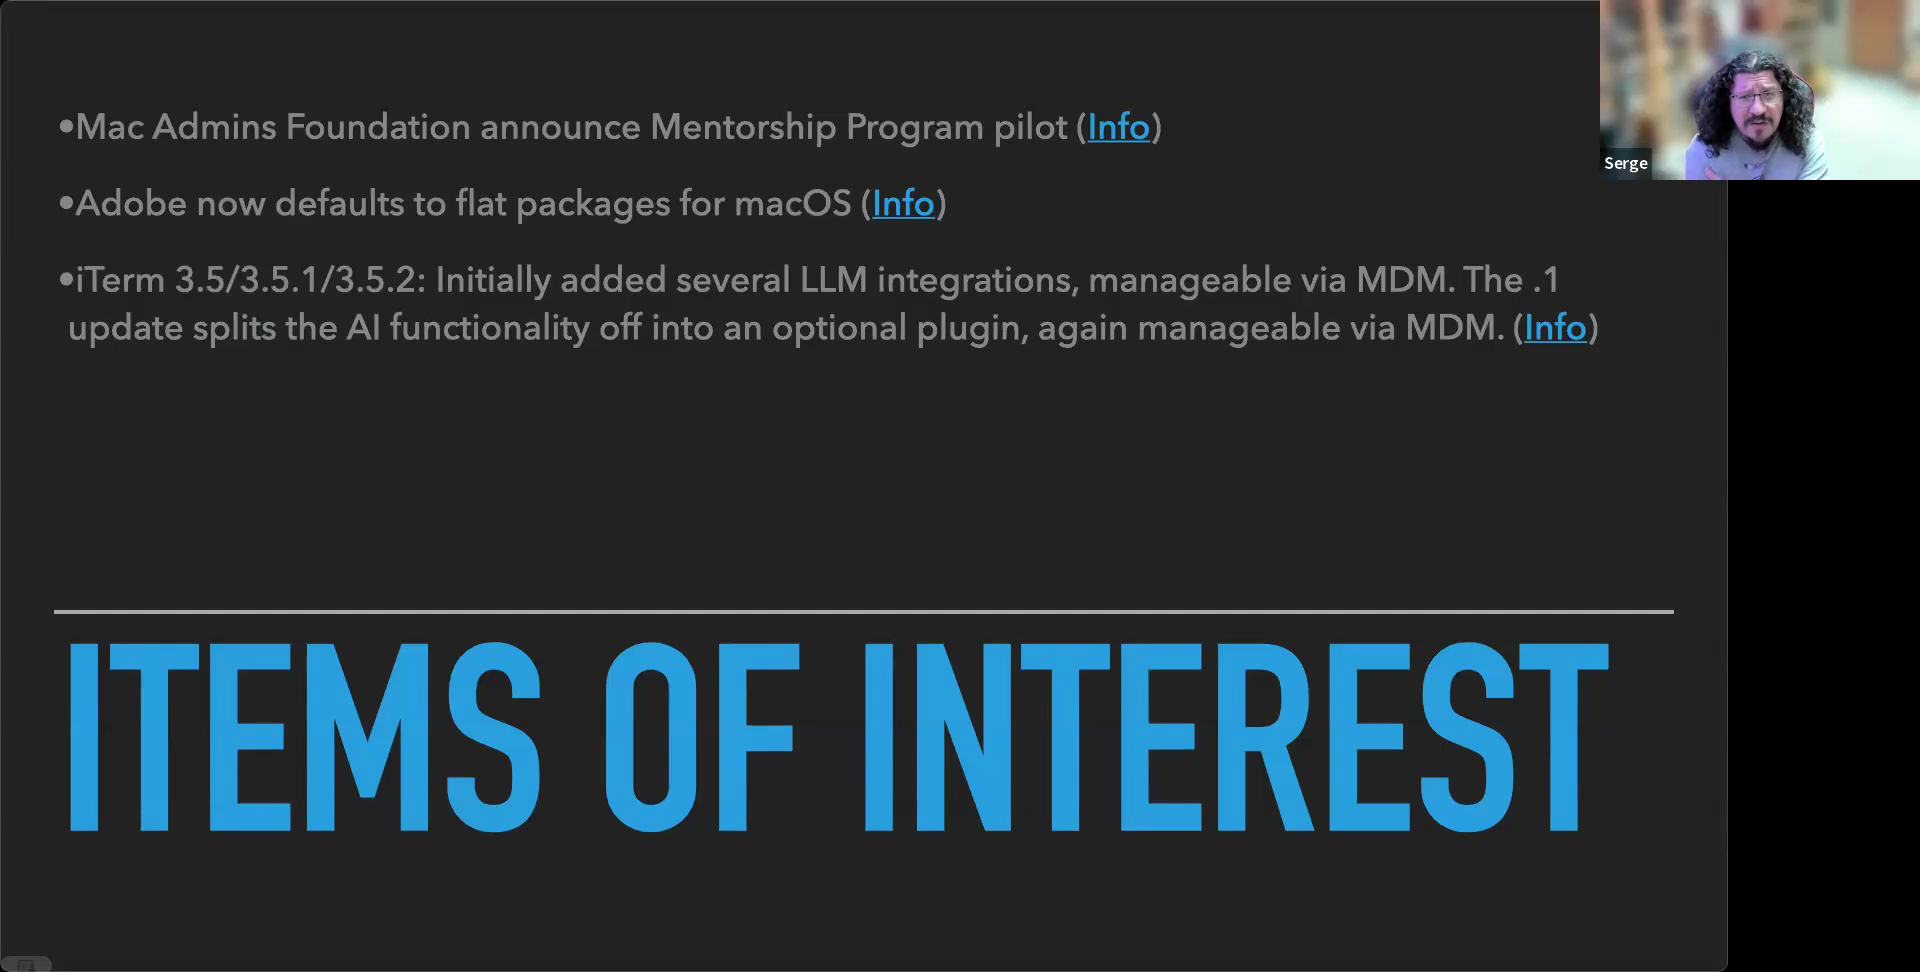 •Mac Admins Foundation announce Mentorship Program pilot (Info)
•Adobe now defaults to flat packages for macOS (Info)
•iTerm 3.5/3.5.1/3.5.2: Initially added several LLM integrations, manageable via MDM. The .1
update splits the AI functionality off into an optional plugin, again manageable via MDM. (Info)
ITEMS OF INTEREST
Serge